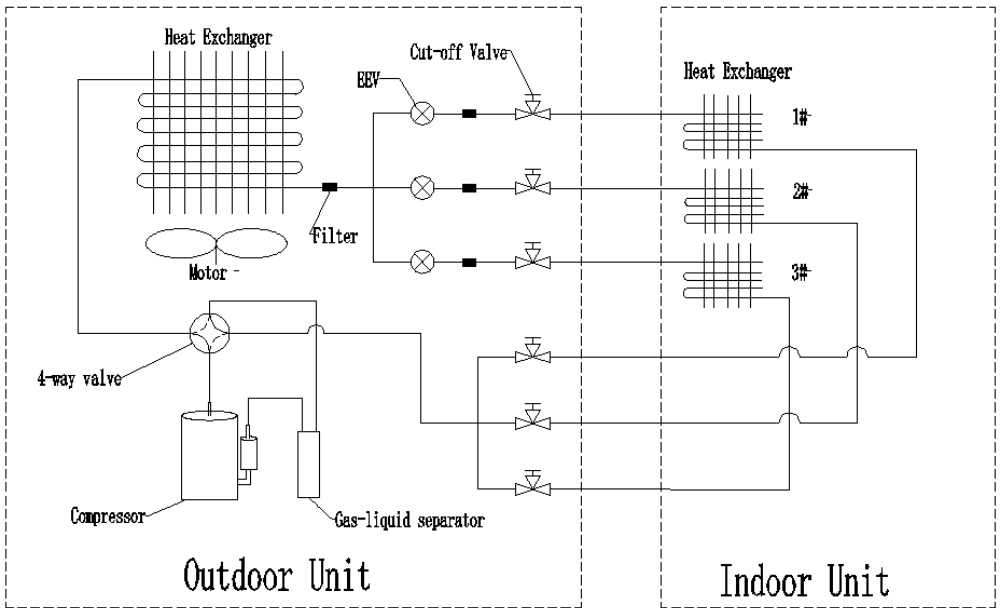 Heat Exchanger
Cut-off Valve
EEV
Heat Exchanger
1#
2#
Filter
Motor
3#
4-way valve
Compressor
Gas-liquid separator
Outdoor Unit
Indoor Unit